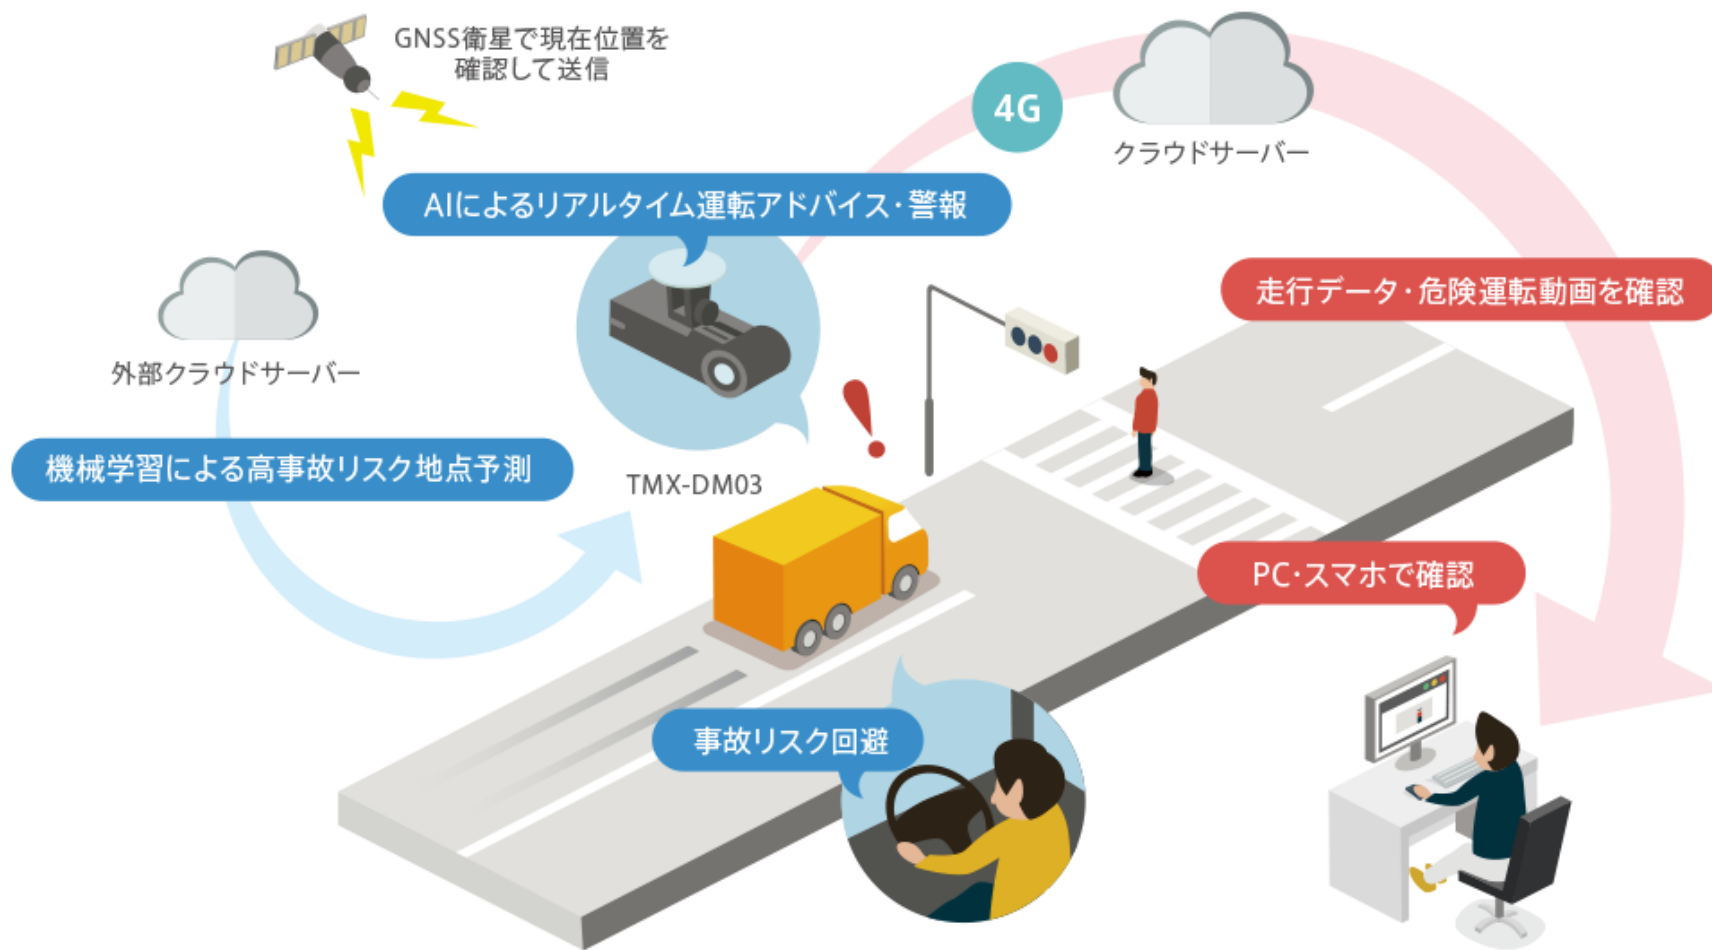 GNSS衛星で現在位置を
確認して送信
4G
クラウドサーバー
AIによるリアルタイム運転アドバイス・警報
走行データ・危険運転動画を確認
外部クラウドサーバー
機械学習による高事故リスク地点予測
TMX-DM03
PC・スマホで確認
事故リスク回避